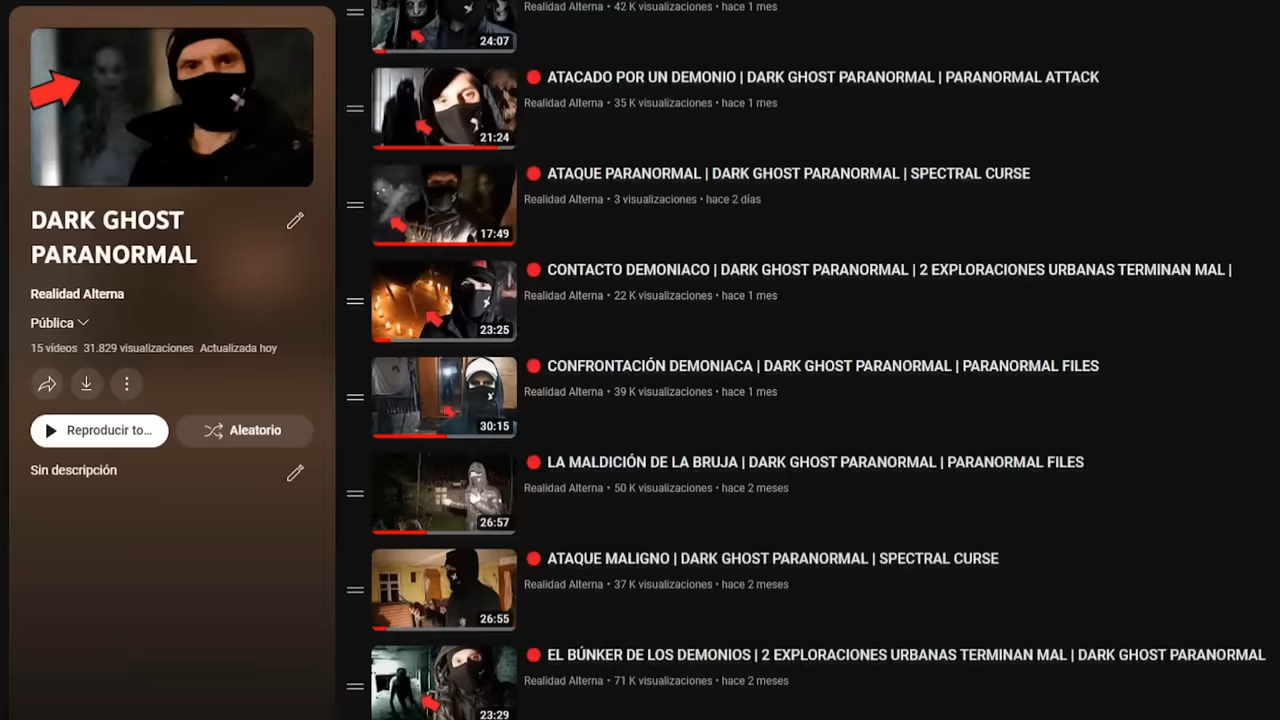 DARK GHOST
PARANORMAL
Realidad Alterna
Pública
15 vídeos 31.829 visualizaciones Actualizada hoy
Reproducir to...
Aleatorio
Sin descripción
Realidad Alterna • 42 K visualizaciones • hace 1 mes
24:07
ATACADO POR UN DEMONIO | DARK GHOST PARANORMAL | PARANORMAL ATTACK
Realidad Alterna • 35 K visualizaciones • hace 1 mes
21:24
ATAQUE PARANORMAL | DARK GHOST PARANORMAL | SPECTRAL CURSE
Realidad Alterna • 3 visualizaciones • hace 2 días
17:49
CONTACTO DEMONIACO | DARK GHOST PARANORMAL | 2 EXPLORACIONES URBANAS TERMINAN MAL |
Realidad Alterna • 22 K visualizaciones • hace 1 mes
23:25
CONFRONTACIÓN DEMONIACA | DARK GHOST PARANORMAL | PARANORMAL FILES
Realidad Alterna • 39 K visualizaciones • hace 1 mes
30:15
LA MALDICIÓN DE LA BRUJA | DARK GHOST PARANORMAL | PARANORMAL FILES
Realidad Alterna • 50 K visualizaciones • hace 2 meses
26:57
ATAQUE MALIGNO | DARK GHOST PARANORMAL | SPECTRAL CURSE
Realidad Alterna • 37 K visualizaciones • hace 2 meses
26:55
EL BÚNKER DE LOS DEMONIOS | 2 EXPLORACIONES URBANAS TERMINAN MAL | DARK GHOST PARANORMAL
Realidad Alterna • 71 K visualizaciones • hace 2 meses
23:29